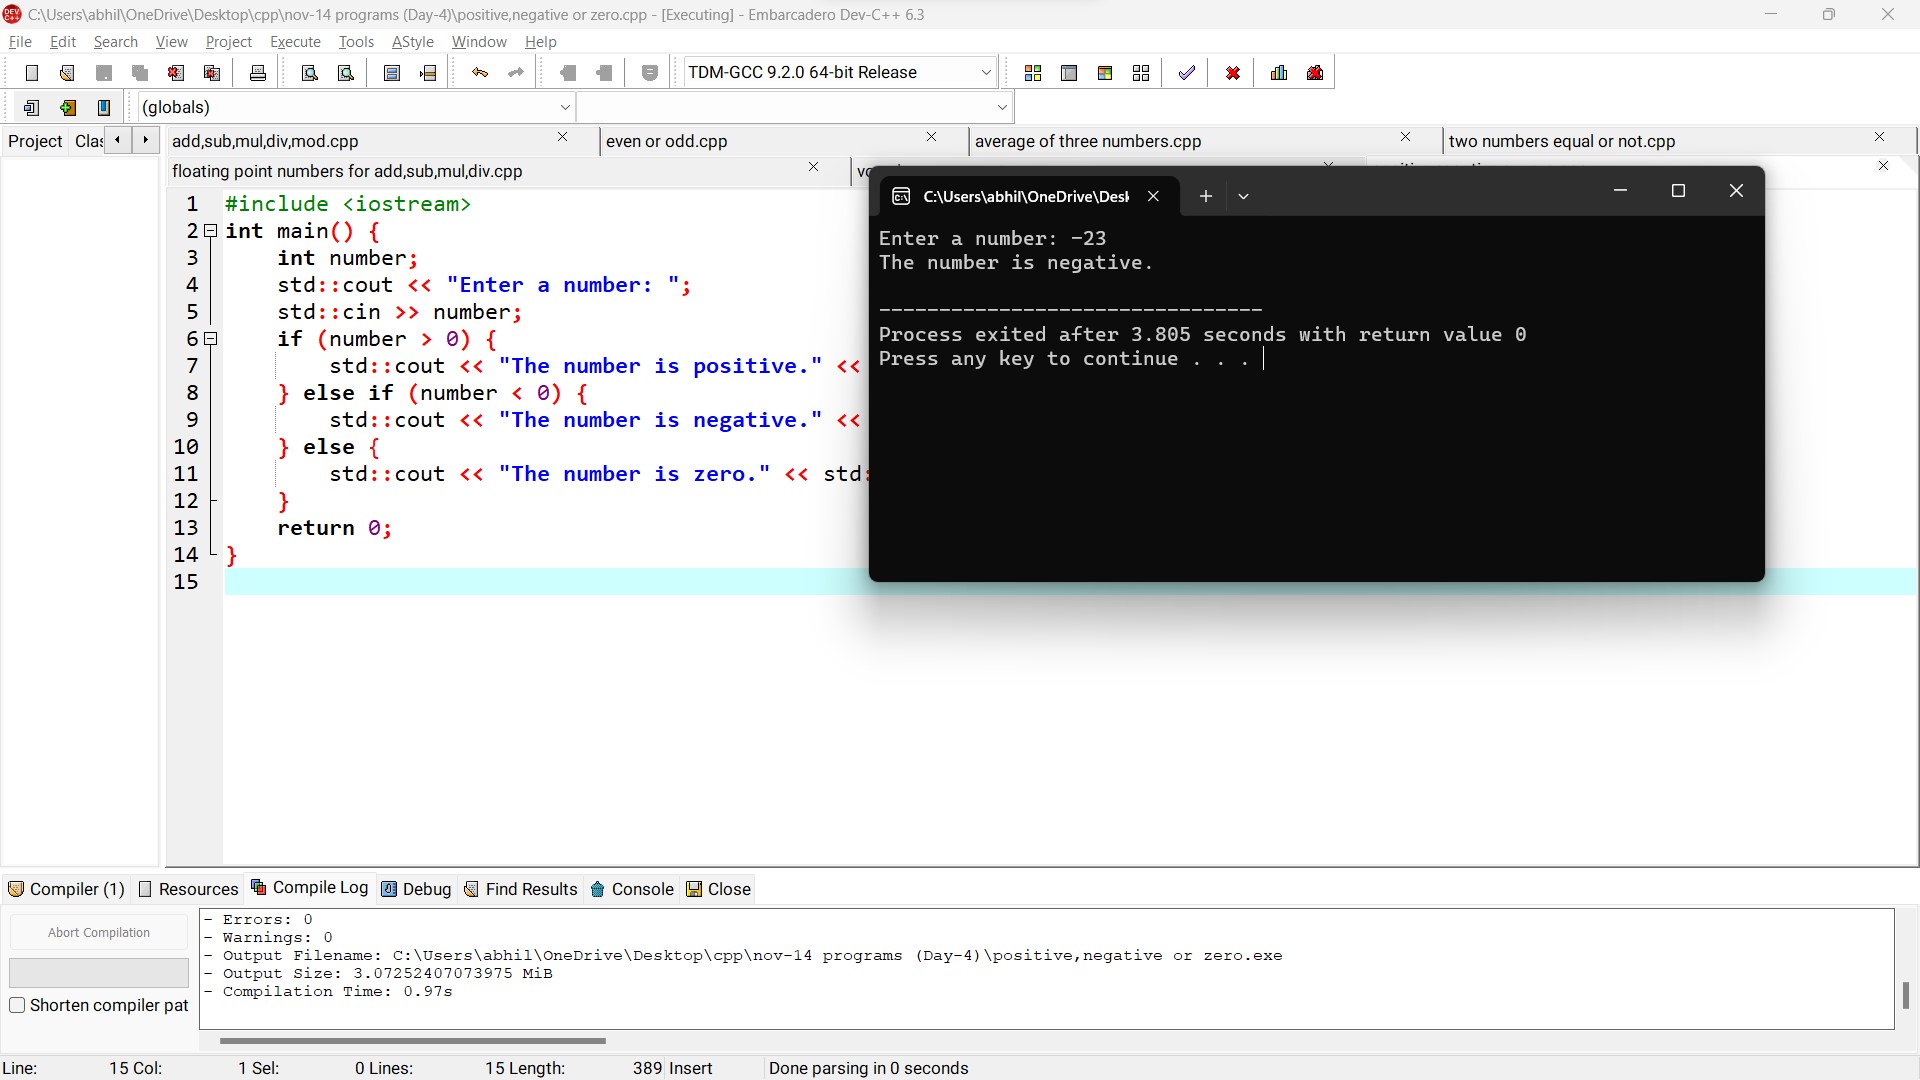 C:\Users\abhil\OneDrive\Desktop\cpp\nov-14 programs (Day-4)\positive,negative or zero.cpp - [Executing] - Embarcadero Dev-C++ 6.3
File Edit Search View Project Execute Tools AStyle Window Help
TDM-GCC 9.2.0 64-bit Release
(globals)
Project Clas add,sub,mul,div,mod.cpp even or odd.cpp average of three numbers.cpp two numbers equal or not.cpp
floating point numbers for add,sub,mul,div.cpp
1 #include <iostream>
2 int main() {
3 int number;
4 std::cout << "Enter a number: ";
5 std::cin >> number;
6 if (number > 0) {
7 std::cout << "The number is positive." <<
8 } else if (number < 0) {
9 std::cout << "The number is negative." <<
10 } else {
11 std::cout << "The number is zero." << std:
12 }
13 return 0;
14 }
15
C:\Users\abhil\OneDrive\Desk
Enter a number: -23
The number is negative.
--------------------------------
Process exited after 3.805 seconds with return value 0
Press any key to continue . . .
Compiler (1) Resources Compile Log Debug Find Results Console Close
Abort Compilation
Shorten compiler pat
- Errors: 0
- Warnings: 0
- Output Filename: C:\Users\abhil\OneDrive\Desktop\cpp\nov-14 programs (Day-4)\positive,negative or zero.exe
- Output Size: 3.07252407073975 MiB
- Compilation Time: 0.97s
Line: 15 Col: 1 Sel: 0 Lines: 15 Length: 389 Insert Done parsing in 0 seconds